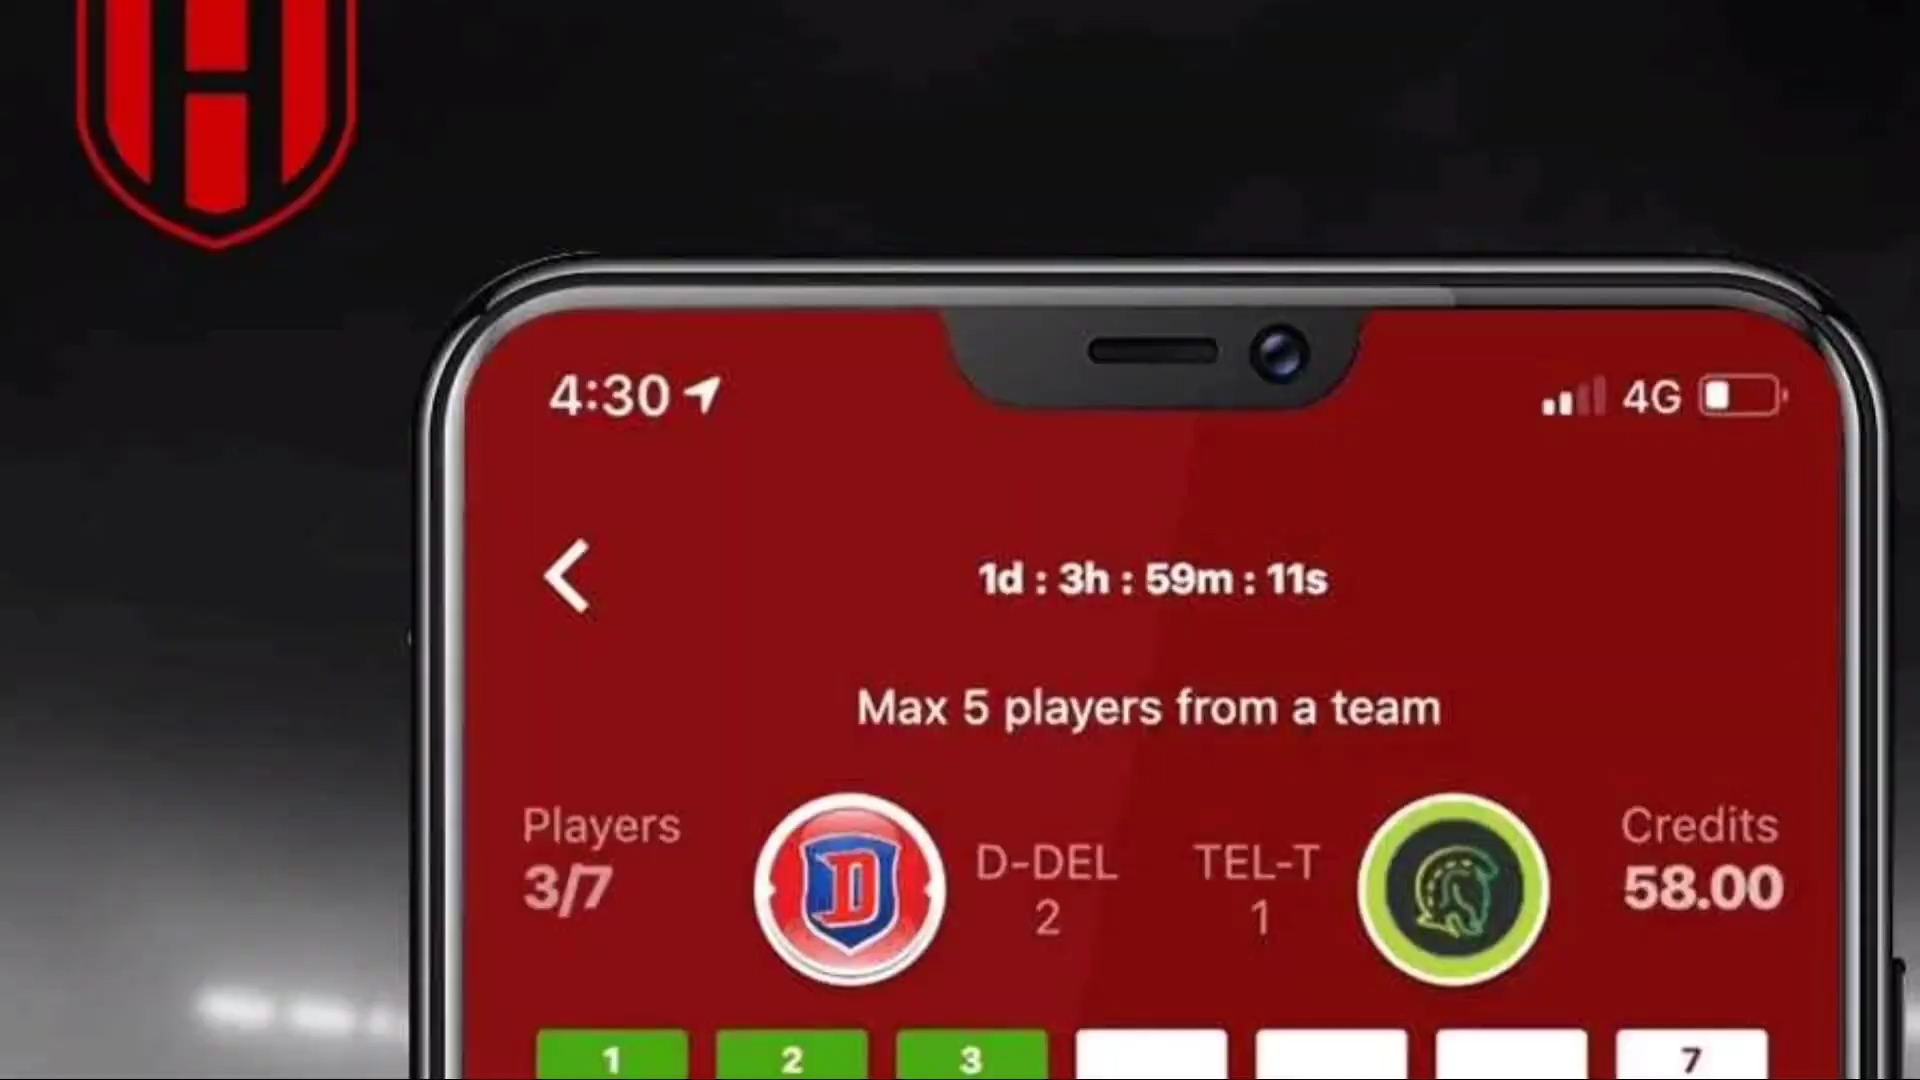 4:30
4G
1d : 3h : 59m : 11s
Max 5 players from a team
Players
3/7
D
D-DEL
2
TEL-T
1
Credits
58.00
1 2 3 7